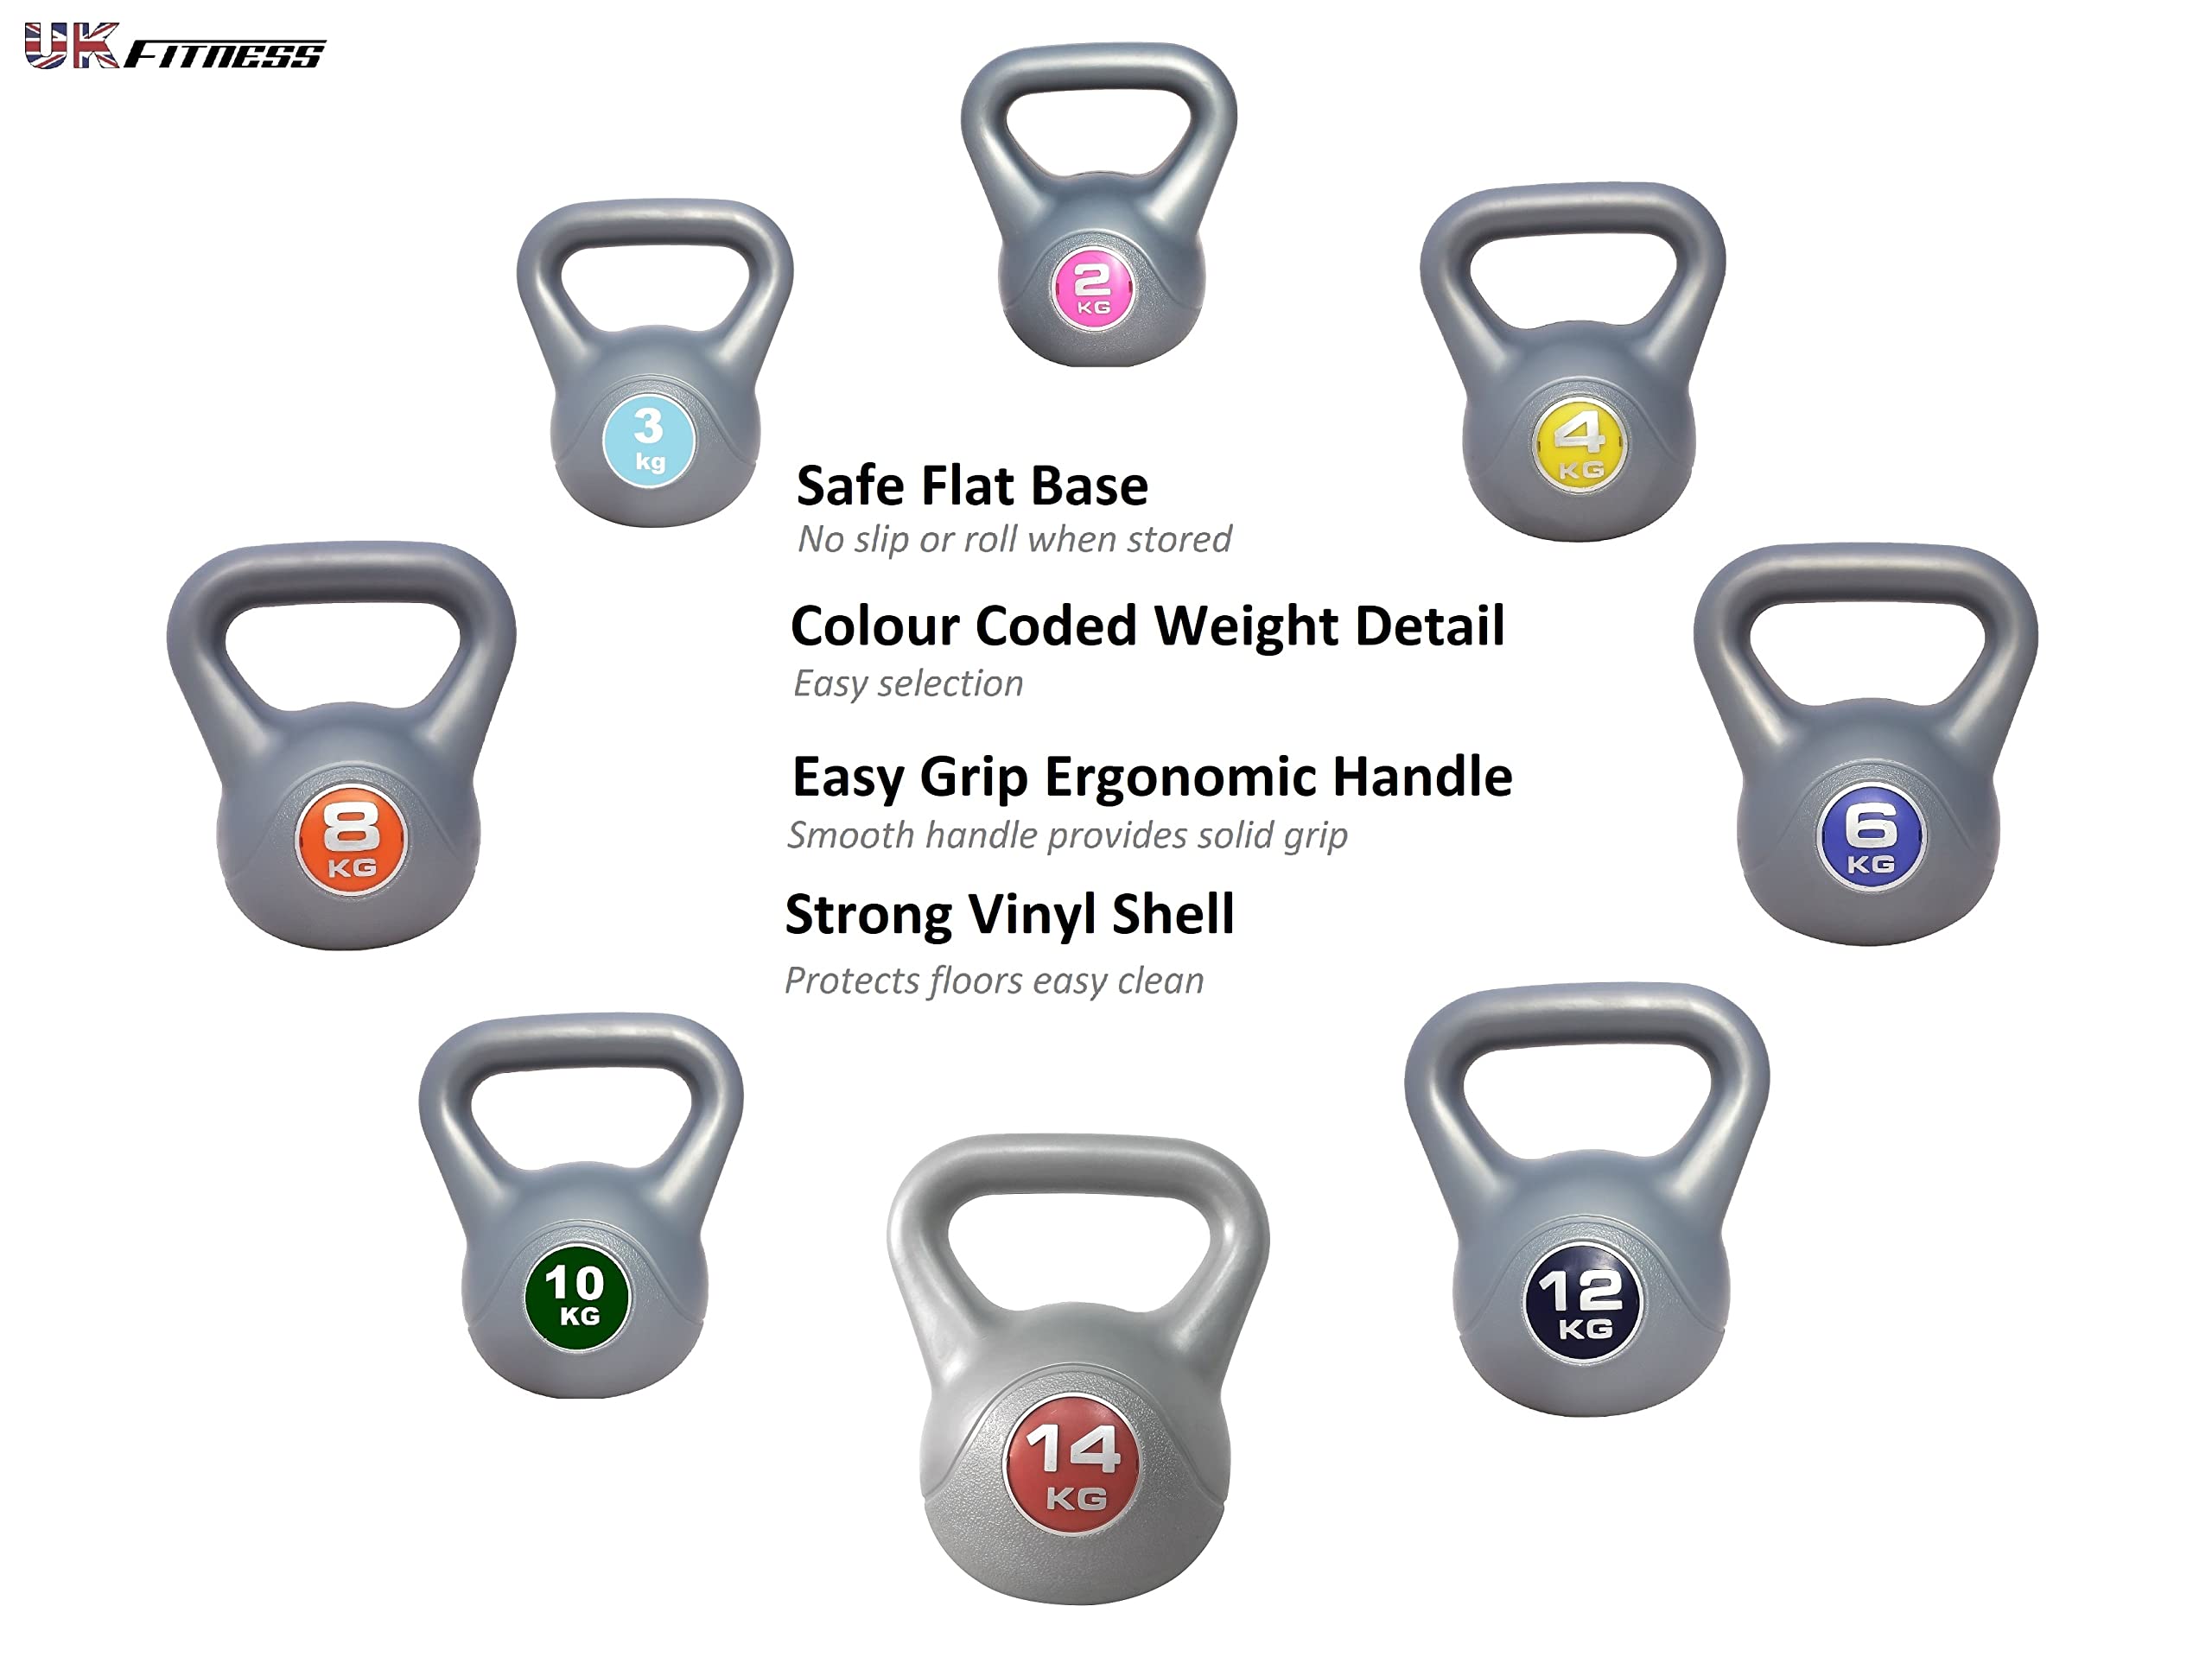 UK FITNESS
2
KG
3
kg
4
KG
Safe Flat Base
No slip or roll when stored
Colour Coded Weight Detail
Easy selection
Easy Grip Ergonomic Handle
Smooth handle provides solid grip
8
KG
6
KG
Strong Vinyl Shell
Protects floors easy clean
10
KG
12
KG
14
KG